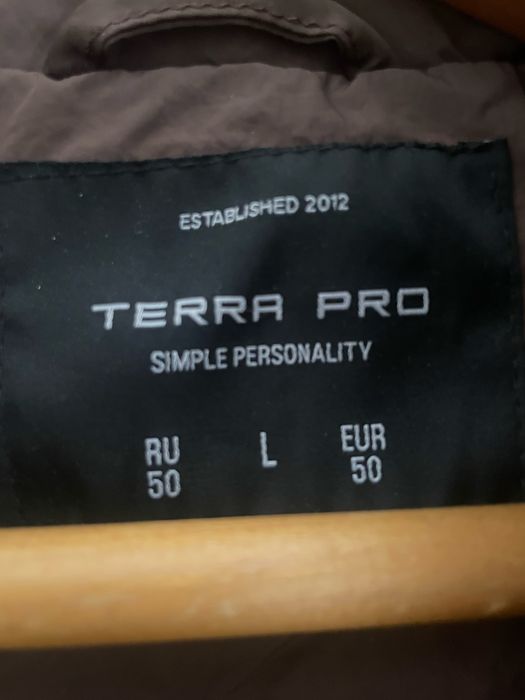 ESTABLISHED 2012
TERRA PRO
SIMPLE PERSONALITY
RU L EUR
50 50